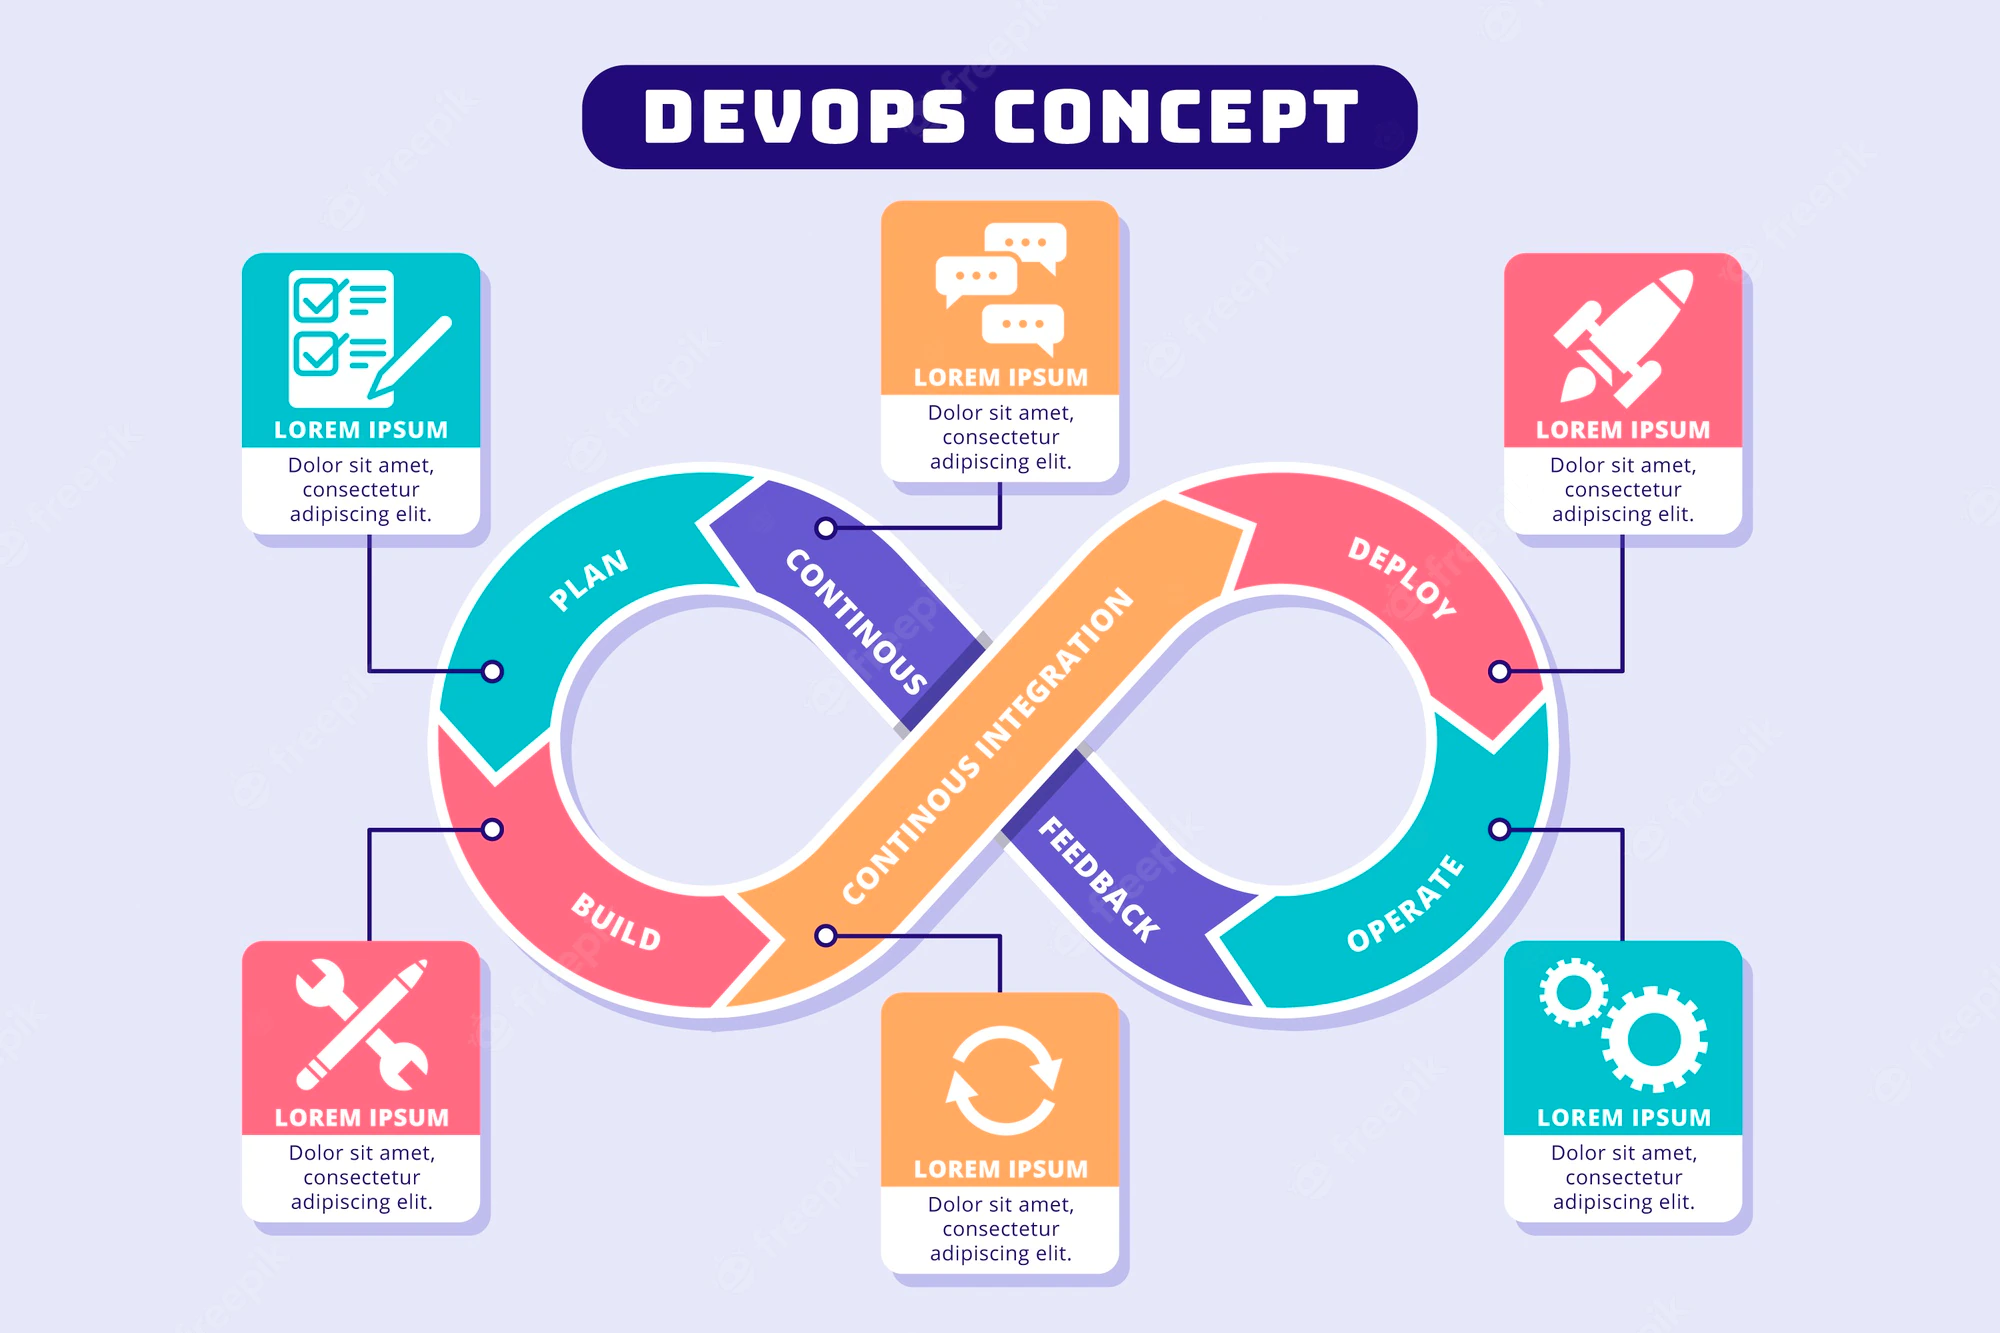 DEVOPS CONCEPT
LOREM IPSUM
Dolor sit amet,
consectetur
adipiscing elit.
LOREM IPSUM
Dolor sit amet,
consectetur
adipiscing elit.
LOREM IPSUM
Dolor sit amet,
consectetur
adipiscing elit.
PLAN
CONTINOUS
FEEDBACK
CONTINOUS INTEGRATION
DEPLOY
BUILD
OPERATE
LOREM IPSUM
Dolor sit amet,
consectetur
adipiscing elit.
LOREM IPSUM
Dolor sit amet,
consectetur
adipiscing elit.
LOREM IPSUM
Dolor sit amet,
consectetur
adipiscing elit.
freepik